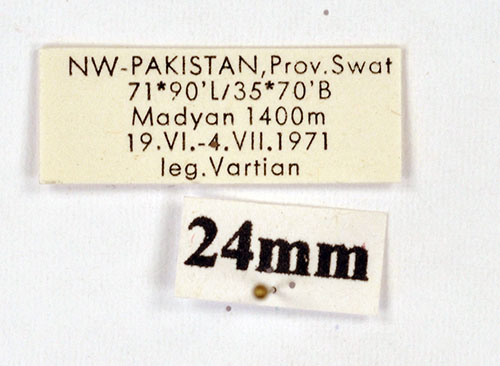 NW-PAKISTAN,Prov.Swat
71*90'L/35*70'B
Madyan 1400m
19.VI.-4.VII.1971
leg.Vartian
24mm